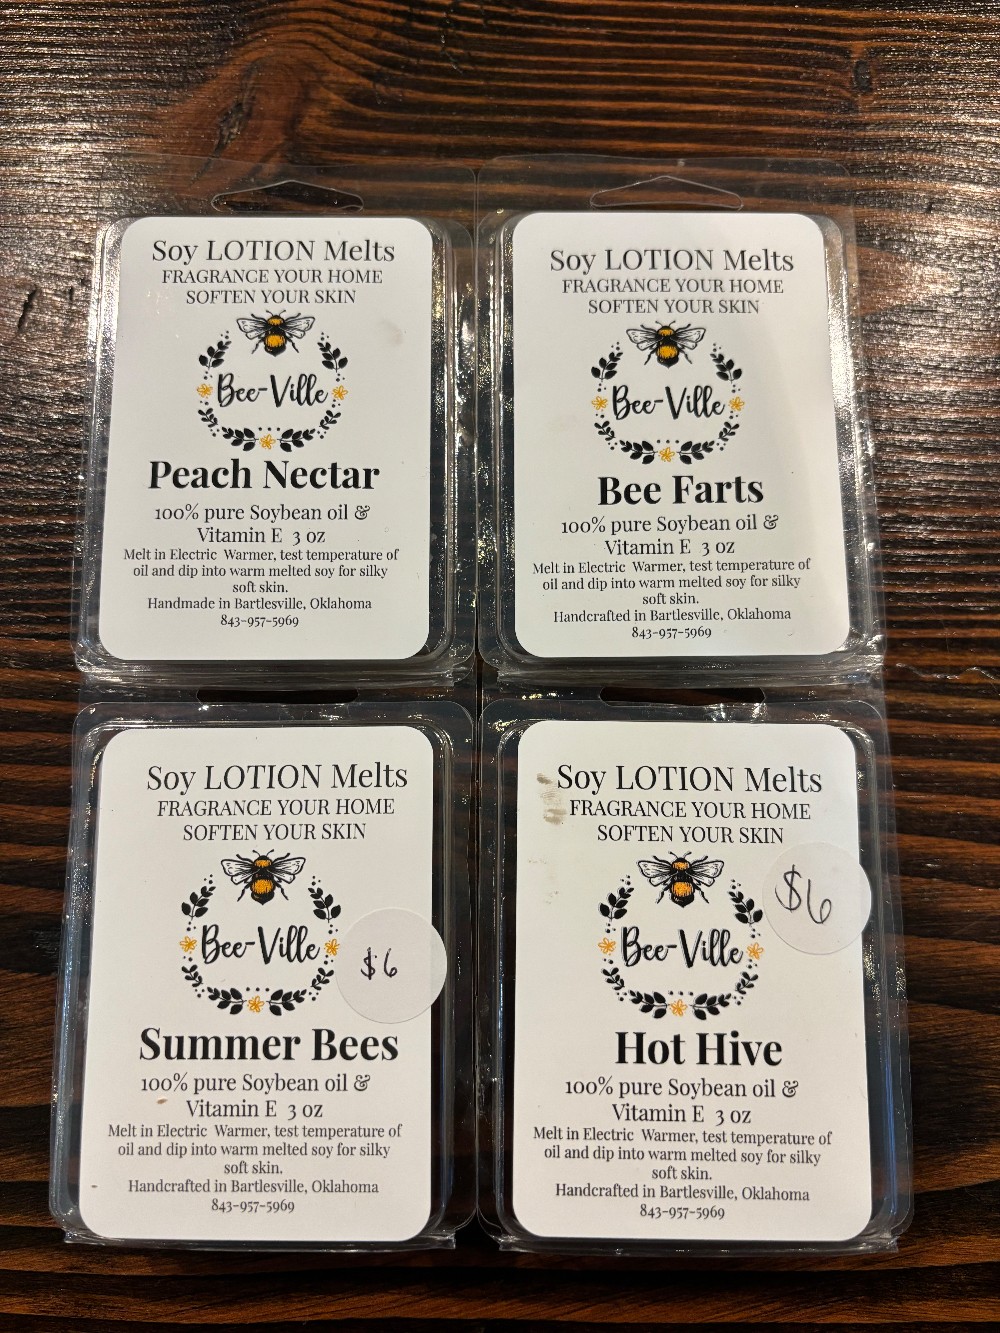 Soy LOTION Melts
FRAGRANCE YOUR HOME
SOFTEN YOUR SKIN
Bee-Ville
Peach Nectar
100% pure Soybean oil &
Vitamin E 3 oz
Melt in Electric Warmer, test temperature of
oil and dip into warm melted soy for silky
soft skin.
Handmade in Bartlesville, Oklahoma
843-957-5969
Soy LOTION Melts
FRAGRANCE YOUR HOME
SOFTEN YOUR SKIN
Bee-Ville
Bee Farts
100% pure Soybean oil &
Vitamin E 3 oz
Melt in Electric Warmer, test temperature of
oil and dip into warm melted soy for silky
soft skin.
Handcrafted in Bartlesville, Oklahoma
843-957-5969
Soy LOTION Melts
FRAGRANCE YOUR HOME
SOFTEN YOUR SKIN
Bee-Ville
$6
Summer Bees
100% pure Soybean oil &
Vitamin E 3 oz
Melt in Electric Warmer, test temperature of
oil and dip into warm melted soy for silky
soft skin.
Handcrafted in Bartlesville, Oklahoma
843-957-5969
Soy LOTION Melts
FRAGRANCE YOUR HOME
SOFTEN YOUR SKIN
$6
Bee-Ville
Hot Hive
100% pure Soybean oil &
Vitamin E 3 oz
Melt in Electric Warmer, test temperature of
oil and dip into warm melted soy for silky
soft skin.
Handcrafted in Bartlesville, Oklahoma
843-957-5969